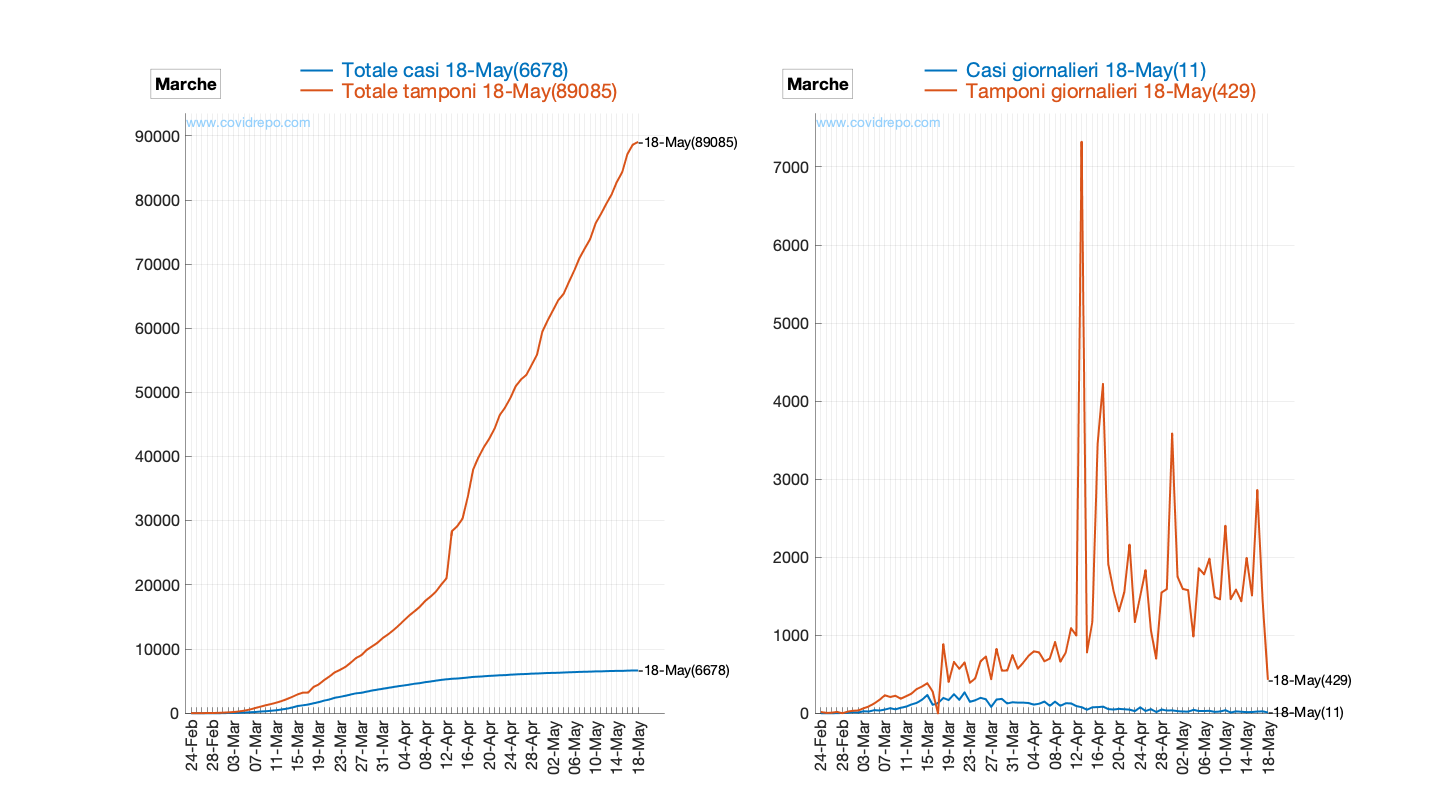 Marche
Totale casi 18-May(6678)
Totale tamponi 18-May(89085)
www.covidrepo.com
90000
80000
70000
60000
50000
40000
30000
20000
10000
0
18-May(89085)
18-May(6678)
24-Feb
28-Feb
03-Mar
07-Mar
11-Mar
15-Mar
19-Mar
23-Mar
27-Mar
31-Mar
04-Apr
08-Apr
12-Apr
16-Apr
20-Apr
24-Apr
28-Apr
02-May
06-May
10-May
14-May
18-May
Marche
Casi giornalieri 18-May(11)
Tamponi giornalieri 18-May(429)
www.covidrepo.com
7000
6000
5000
4000
3000
2000
1000
0
18-May(429)
18-May(11)
24-Feb
28-Feb
03-Mar
07-Mar
11-Mar
15-Mar
19-Mar
23-Mar
27-Mar
31-Mar
04-Apr
08-Apr
12-Apr
16-Apr
20-Apr
24-Apr
28-Apr
02-May
06-May
10-May
14-May
18-May